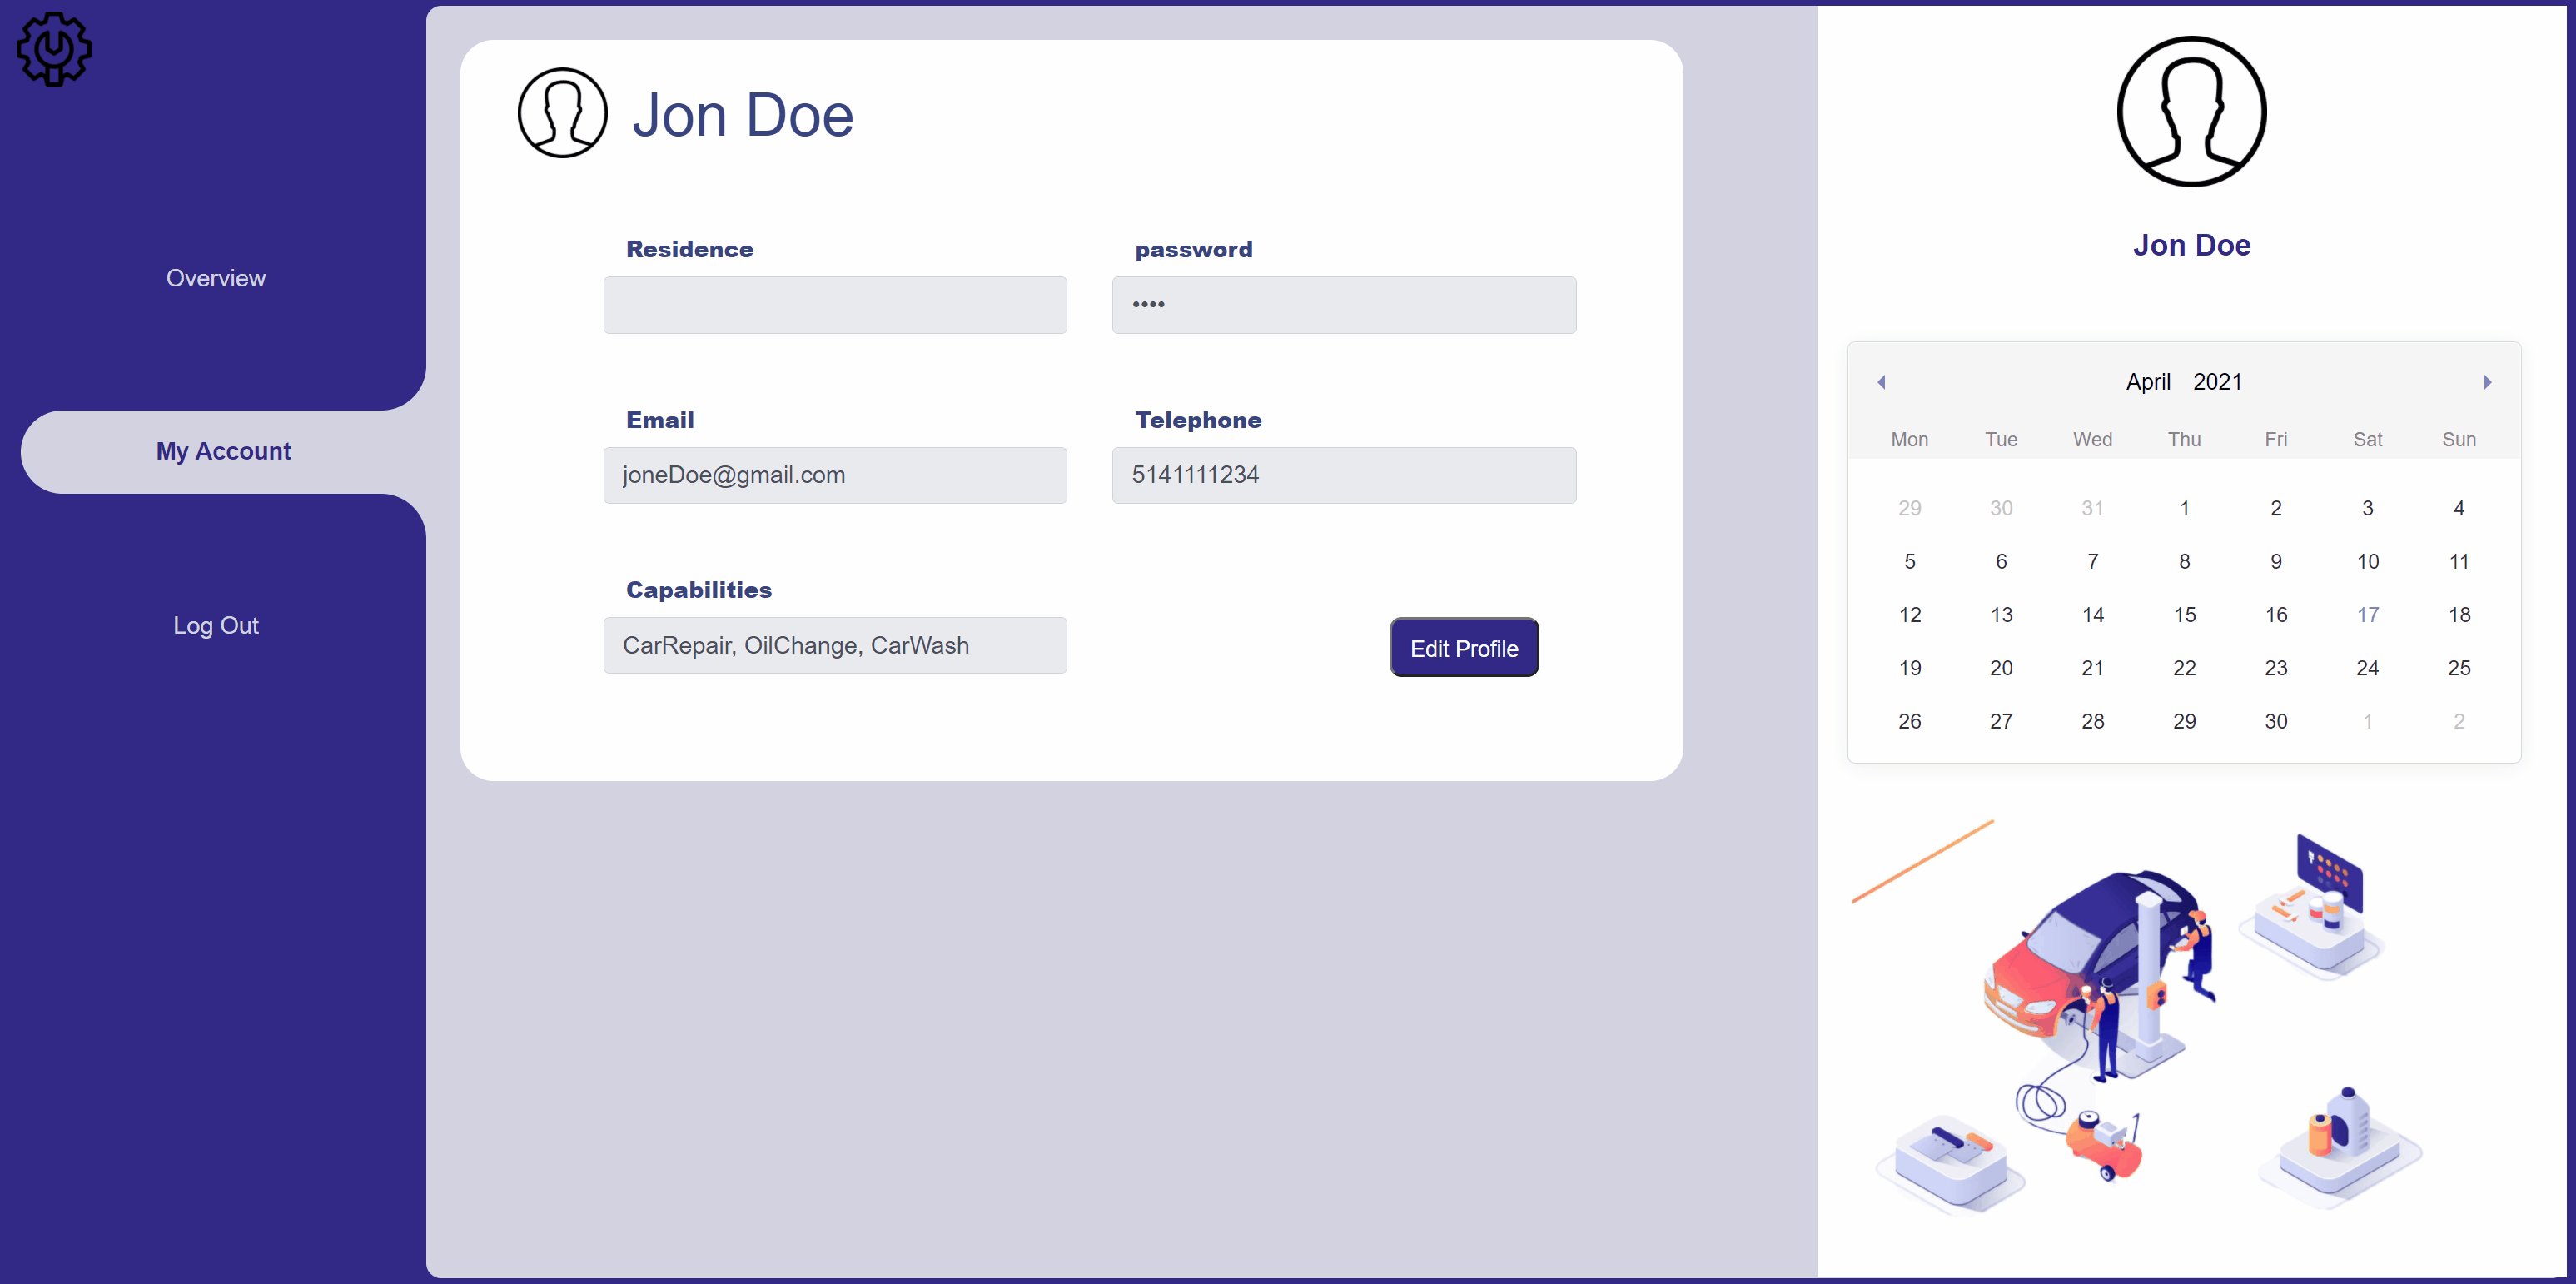 Overview
My Account
Log Out
Jon Doe
Residence
password
••••
Email
Telephone
joneDoe@gmail.com
5141111234
Capabilities
CarRepair, OilChange, CarWash
Edit Profile
Jon Doe
April 2021
Mon Tue Wed Thu Fri Sat Sun
29 30 31 1 2 3 4
5 6 7 8 9 10 11
12 13 14 15 16 17 18
19 20 21 22 23 24 25
26 27 28 29 30 1 2